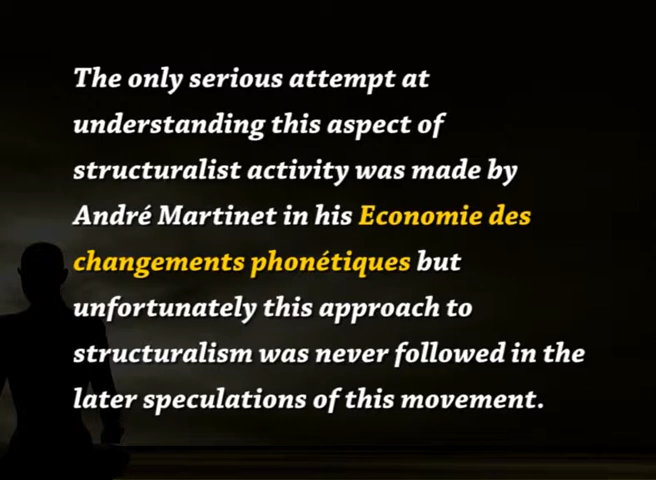 The only serious attempt at
understanding this aspect of
structuralist activity was made by
André Martinet in his Economie des
changements phonétiques but
unfortunately this approach to
structuralism was never followed in the
later speculations of this movement.